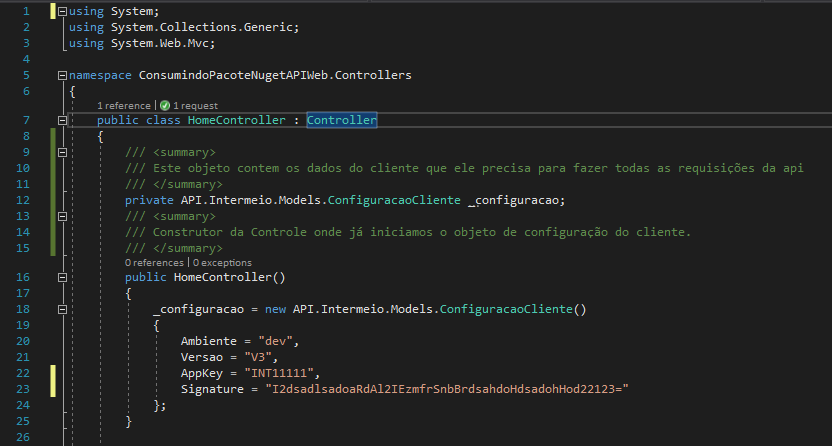 1 using System;
2 using System.Collections.Generic;
3 using System.Web.Mvc;
4
5 namespace ConsumindoPacoteNugetAPIWeb.Controllers
6 {
1 reference | 1 request
7 public class HomeController : Controller
8 {
9 /// <summary>
10 /// Este objeto contem os dados do cliente que ele precisa para fazer todas as requisições da api
11 /// </summary>
12 private API.Intermeio.Models.ConfiguracaoCliente _configuracao;
13 /// <summary>
14 /// Construtor da Controle onde já iniciamos o objeto de configuração do cliente.
15 /// </summary>
0 references | 0 exceptions
16 public HomeController()
17 {
18 _configuracao = new API.Intermeio.Models.ConfiguracaoCliente()
19 {
20 Ambiente = "dev",
21 Versao = "V3",
22 AppKey = "INT11111",
23 Signature = "I2dsadlsadoaRdAl2IEzmfrSnbBrdsahdoHdsadohHod22123="
24 };
25 }
26